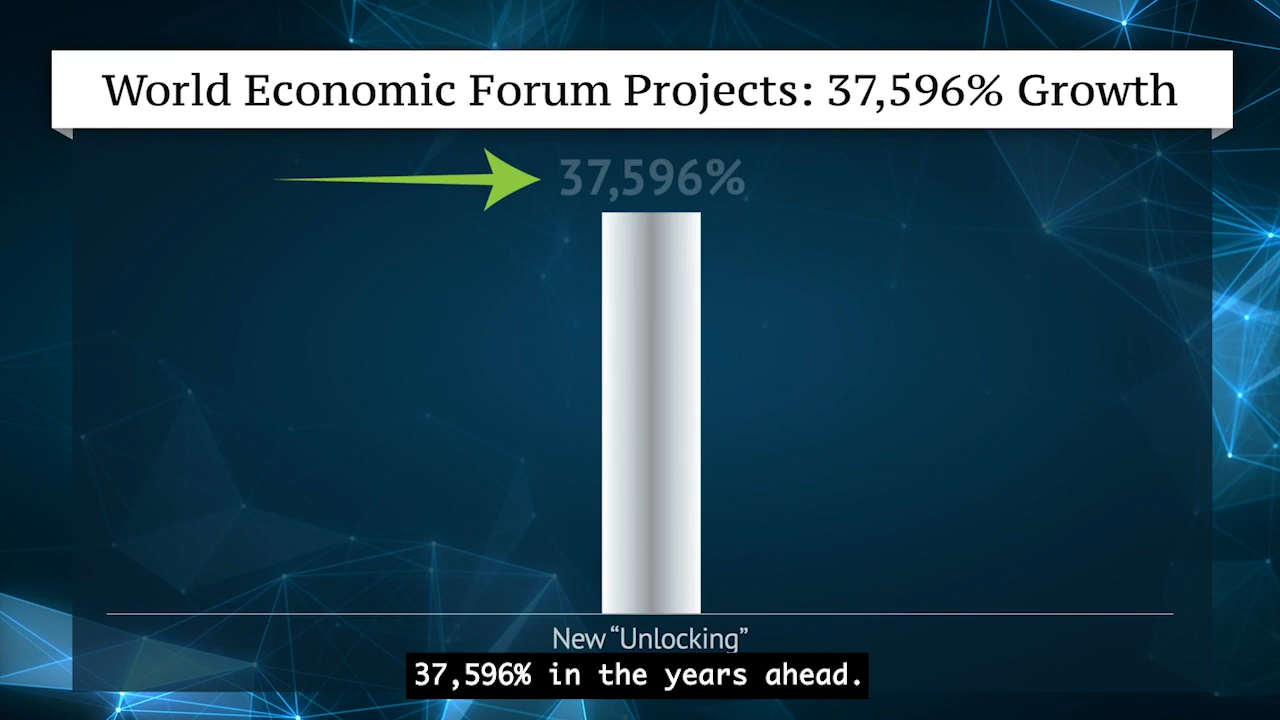 World Economic Forum Projects: 37,596% Growth
37,596%
New “Unlocking”
37,596% in the years ahead.